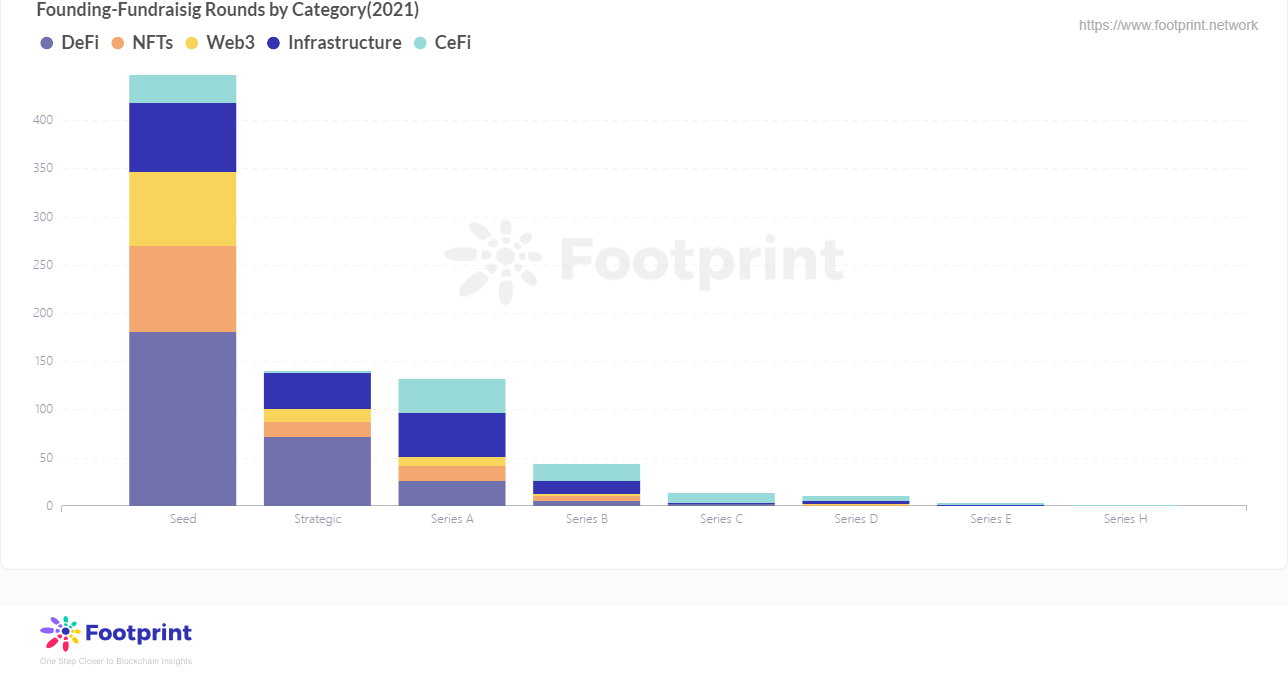 Founding-Fundraisig Rounds by Category(2021)
https://www.footprint.network
DeFi NFTs Web3 Infrastructure CeFi
400
350
300
250
200
150
100
50
0
Footprint
Seed Strategic Series A Series B Series C Series D Series E Series H
Footprint
One Step Closer to Blockchain Insights